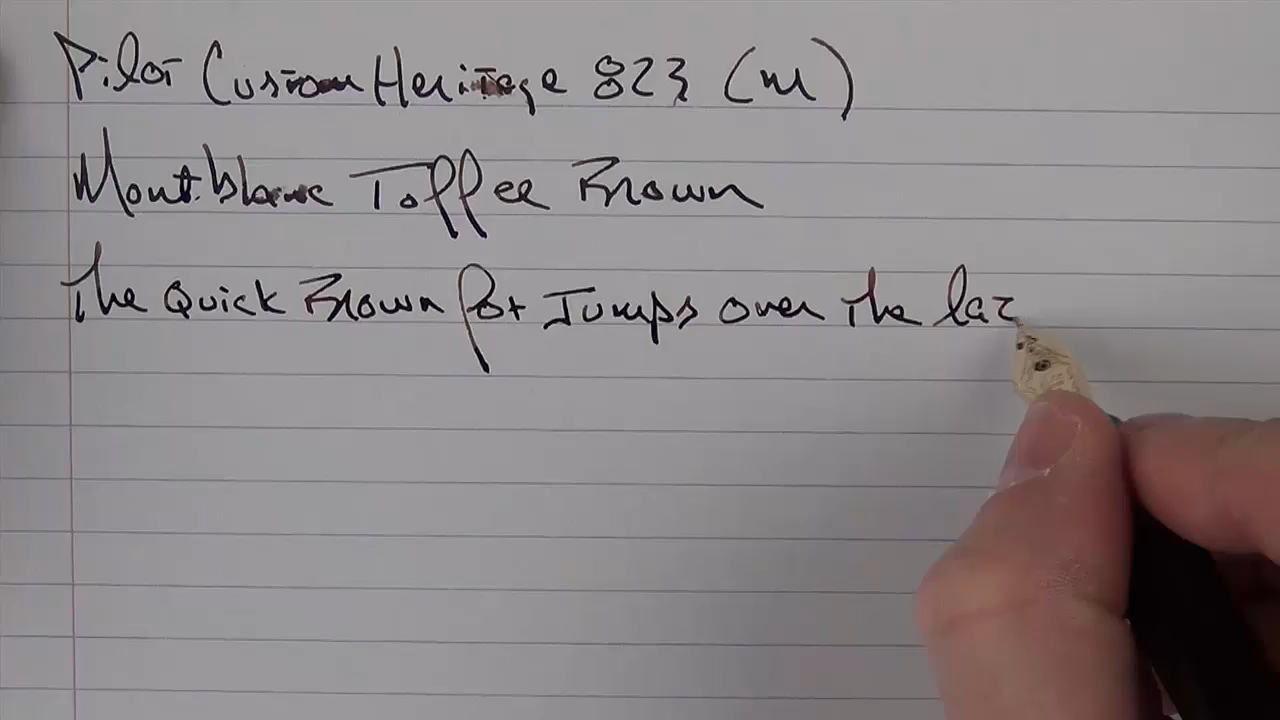 Pilot Custom Heritage 823 (M)
Montblanc Toffee Brown
The Quick Brown fox Jumps over The laz